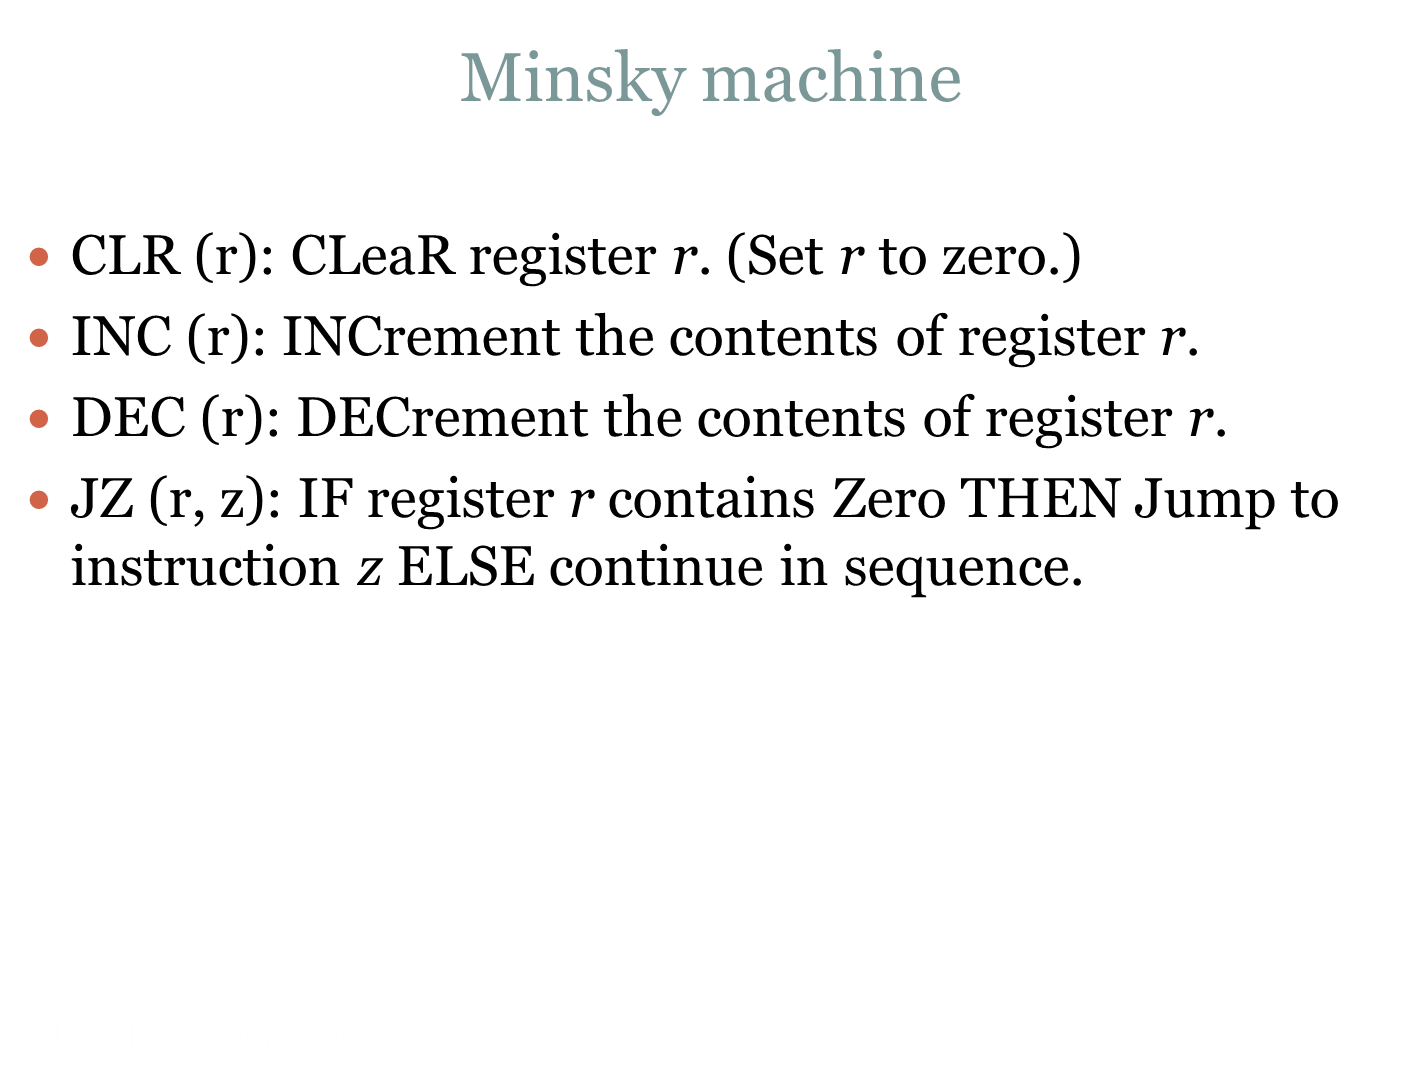 Minsky machine
• CLR (r): CLeaR register r. (Set r to zero.)
• INC (r): INCrement the contents of register r.
• DEC (r): DECrement the contents of register r.
• JZ (r, z): IF register r contains Zero THEN Jump to
instruction z ELSE continue in sequence.